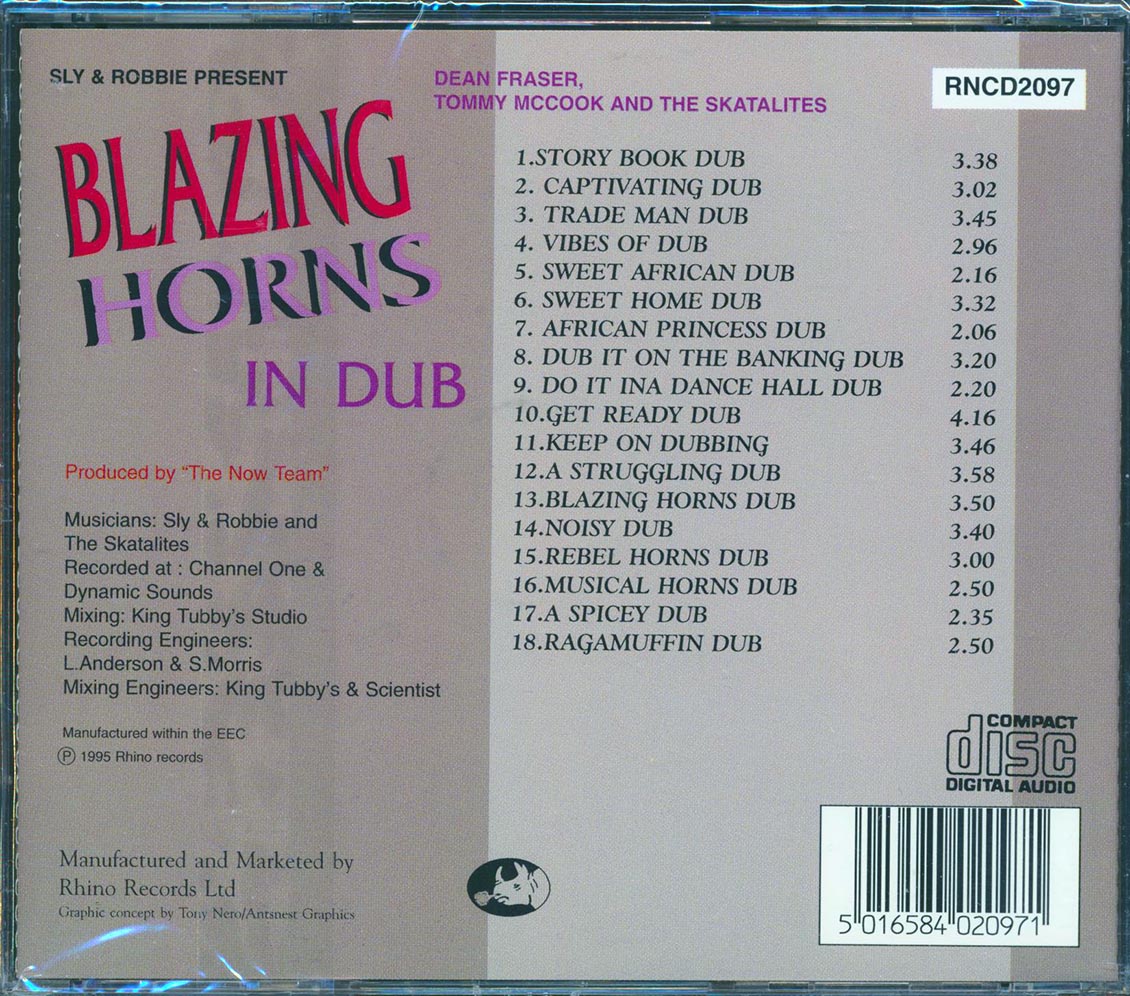 SLY & ROBBIE PRESENT
BLAZING
HORNS
IN DUB
Produced by "The Now Team"
Musicians: Sly & Robbie and
The Skatalites
Recorded at : Channel One &
Dynamic Sounds
Mixing: King Tubby's Studio
Recording Engineers:
L.Anderson & S.Morris
Mixing Engineers: King Tubby's & Scientist
Manufactured within the EEC
℗ 1995 Rhino records
Manufactured and Marketed by
Rhino Records Ltd
Graphic concept by Tony Nero/Antsnest Graphics
DEAN FRASER,
TOMMY MCCOOK AND THE SKATALITES
RNCD2097
1.STORY BOOK DUB 3.38
2. CAPTIVATING DUB 3.02
3. TRADE MAN DUB 3.45
4. VIBES OF DUB 2.96
5. SWEET AFRICAN DUB 2.16
6. SWEET HOME DUB 3.32
7. AFRICAN PRINCESS DUB 2.06
8. DUB IT ON THE BANKING DUB 3.20
9. DO IT INA DANCE HALL DUB 2.20
10.GET READY DUB 4.16
11.KEEP ON DUBBING 3.46
12.A STRUGGLING DUB 3.58
13.BLAZING HORNS DUB 3.50
14.NOISY DUB 3.40
15.REBEL HORNS DUB 3.00
16.MUSICAL HORNS DUB 2.50
17.A SPICEY DUB 2.35
18.RAGAMUFFIN DUB 2.50
COMPACT
disc
DIGITAL AUDIO
5 016584 020971